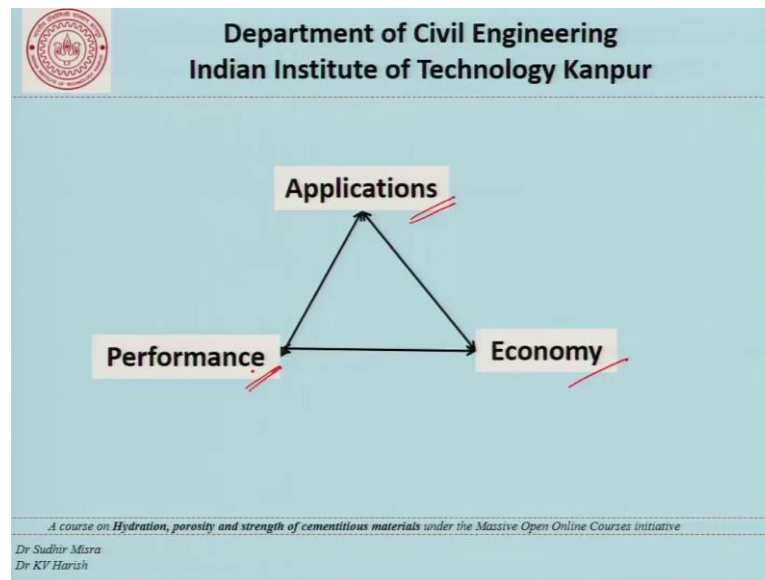 Department of Civil Engineering
Indian Institute of Technology Kanpur
Applications
Performance
Economy
A course on Hydration, porosity and strength of cementitious materials under the Massive Open Online Courses initiative
Dr Sudhir Misra
Dr KV Harish